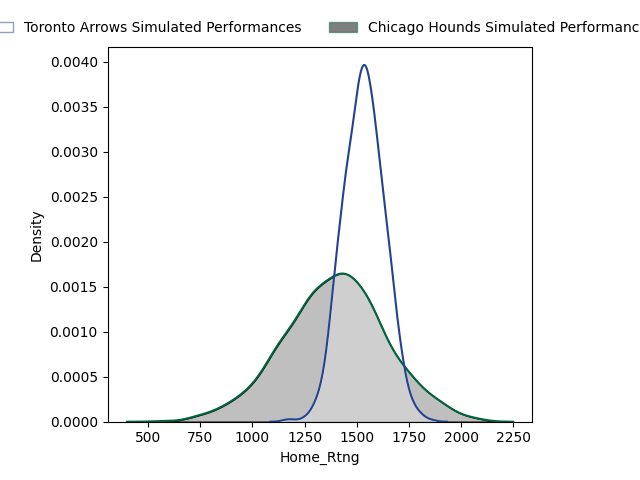 Toronto Arrows Simulated Performances
Chicago Hounds Simulated Performanc
0.0040
0.0035
0.0030
0.0025
0.0020
0.0015
0.0010
0.0005
0.0000
Density
500 750 1000 1250 1500 1750 2000 2250
Home_Rtng